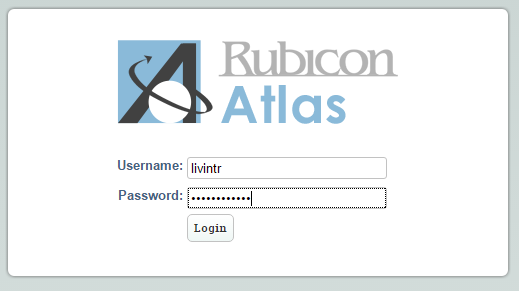 Rubicon
Atlas
Username: livintr
Password: ••••••••••••
Login